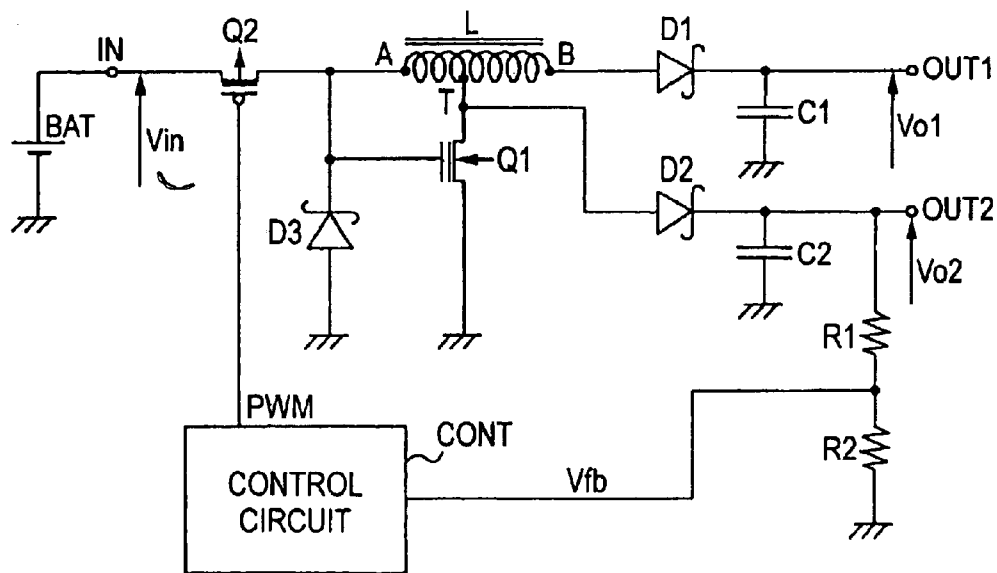 IN
Q2
A
L
B
D1
OUT1
BAT
Vin
T
C1
Vo1
Q1
D2
OUT2
D3
C2
Vo2
R1
PWM
CONT
R2
CONTROL
CIRCUIT
Vfb